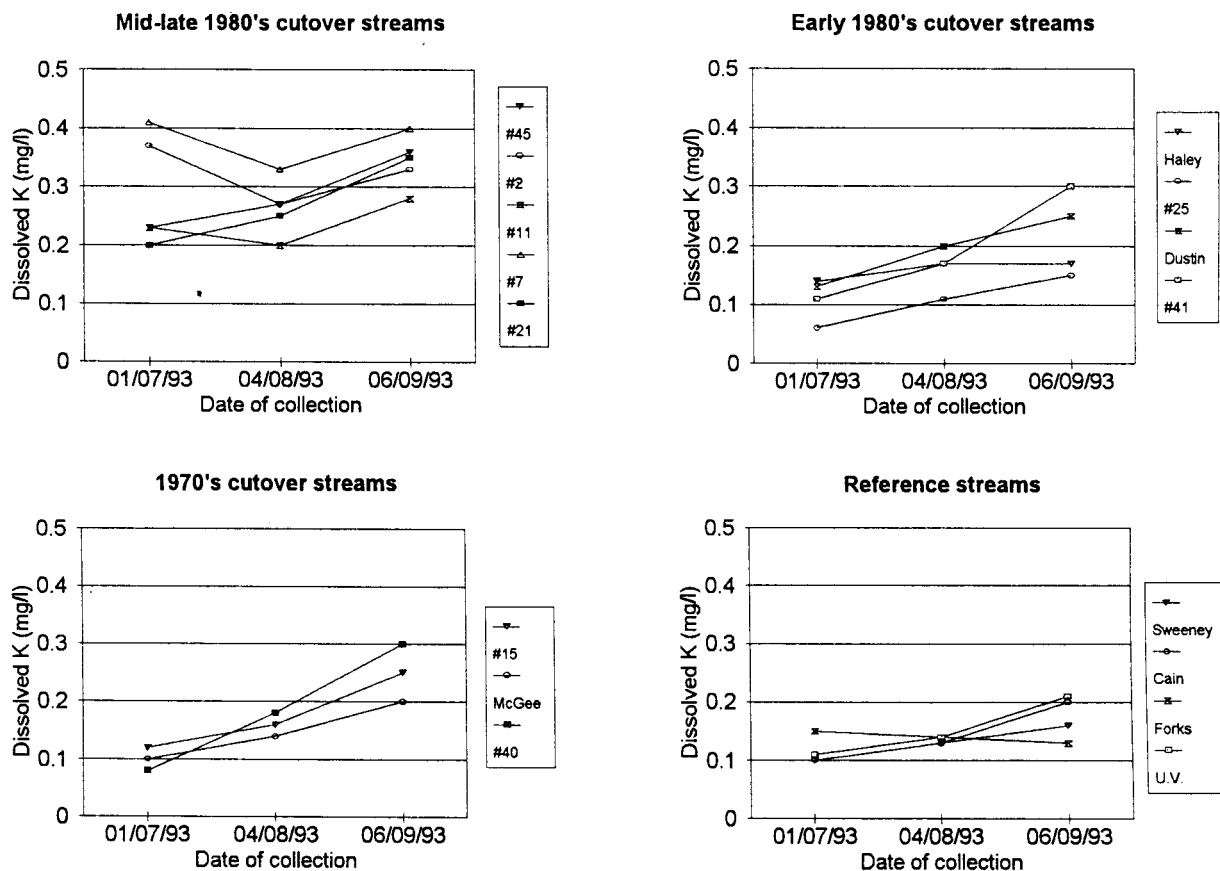 Mid-late 1980's cutover streams
0.5
0.4
0.3
0.2
0.1
0
Dissolved K (mg/l)
01/07/93 04/08/93 06/09/93
Date of collection
#45
#2
#11
#7
#21
Early 1980's cutover streams
0.5
0.4
0.3
0.2
0.1
0
Dissolved K (mg/l)
01/07/93 04/08/93 06/09/93
Date of collection
Haley
#25
Dustin
#41
1970's cutover streams
0.5
0.4
0.3
0.2
0.1
0
Dissolved K (mg/l)
01/07/93 04/08/93 06/09/93
Date of collection
#15
McGee
#40
Reference streams
0.5
0.4
0.3
0.2
0.1
0
Dissolved K (mg/l)
01/07/93 04/08/93 06/09/93
Date of collection
Sweeney
Cain
Forks
U.V.